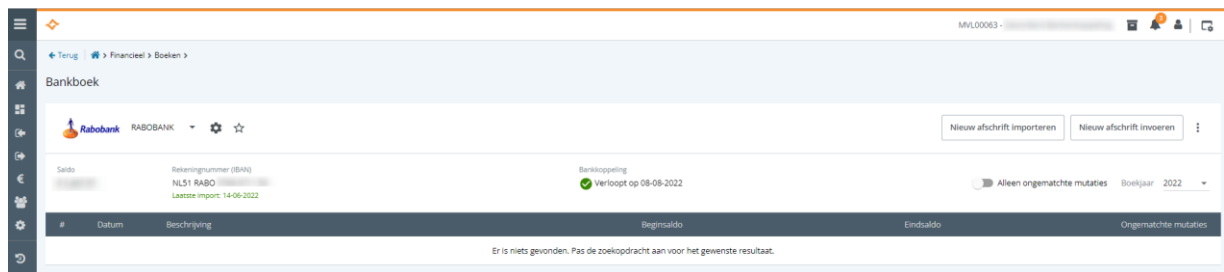 MVL00063 -
3
Terug > Financieel > Boeken >
Bankboek
Rabobank RABOBANK
Nieuw afschrift importeren Nieuw afschrift invoeren
Saldo Rekeningnummer (IBAN) Bankkoppeling
NL51 RABO Verloopt op 08-08-2022 Alleen ongematchte mutaties Boekjaar 2022
Laatste import: 14-06-2022
# Datum Beschrijving Beginsaldo Eindsaldo Ongematchte mutaties
Er is niets gevonden. Pas de zoekopdracht aan voor het gewenste resultaat.